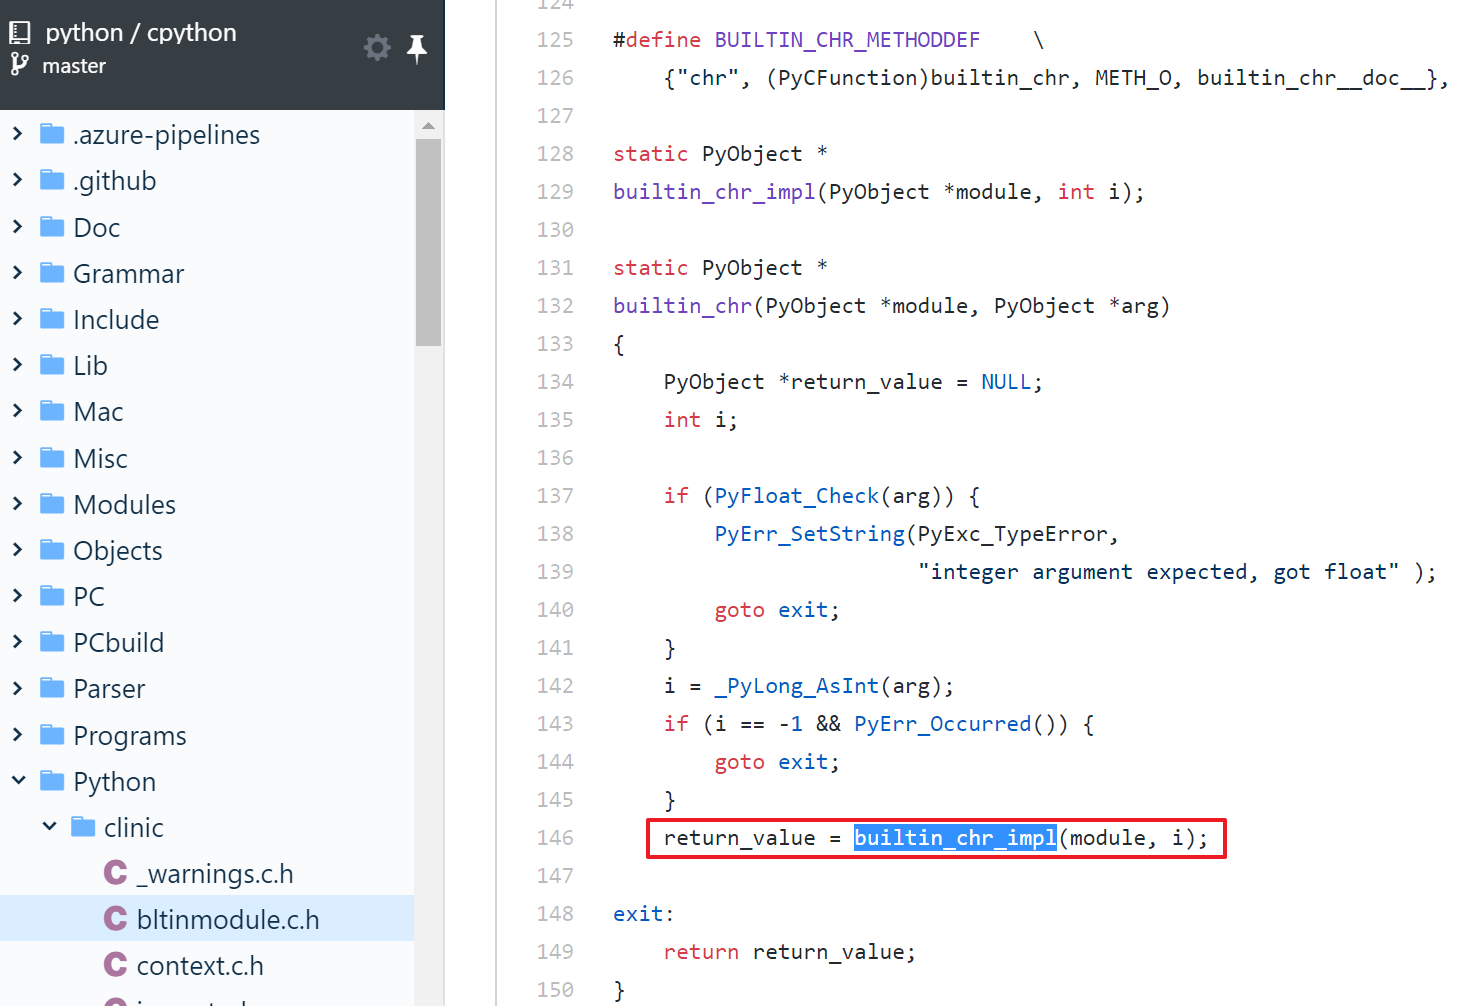 python / cpython
master
.azure-pipelines
.github
Doc
Grammar
Include
Lib
Mac
Misc
Modules
Objects
PC
PCbuild
Parser
Programs
Python
clinic
C _warnings.c.h
C bltinmodule.c.h
C context.c.h
124
125 #define BUILTIN_CHR_METHODDEF    \
126     {"chr", (PyCFunction)builtin_chr, METH_O, builtin_chr__doc__},
127
128 static PyObject *
129 builtin_chr_impl(PyObject *module, int i);
130
131 static PyObject *
132 builtin_chr(PyObject *module, PyObject *arg)
133 {
134     PyObject *return_value = NULL;
135     int i;
136
137     if (PyFloat_Check(arg)) {
138         PyErr_SetString(PyExc_TypeError,
139                         "integer argument expected, got float" );
140         goto exit;
141     }
142     i = _PyLong_AsInt(arg);
143     if (i == -1 && PyErr_Occurred()) {
144         goto exit;
145     }
146     return_value = builtin_chr_impl(module, i);
147
148 exit:
149     return return_value;
150 }